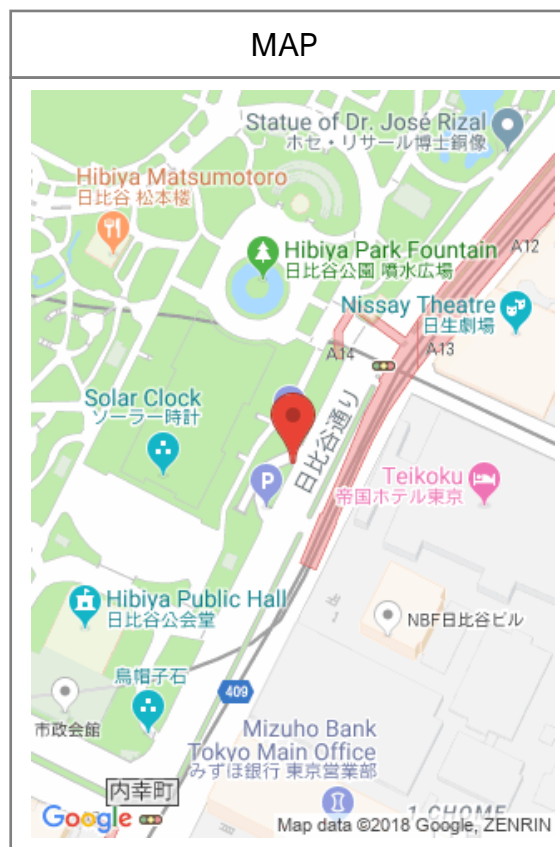 MAP
Statue of Dr. José Rizal
ホセ・リサール博士銅像
Hibiya Matsumotoro
日比谷 松本楼
Hibiya Park Fountain
日比谷公園 噴水広場
A12
Nissay Theatre
日生劇場
A14
A13
Solar Clock
ソーラー時計
日比谷通り
P
Teikoku
帝国ホテル東京
Hibiya Public Hall
日比谷公会堂
NBF日比谷ビル
烏帽子石
409
市政会館
Mizuho Bank
Tokyo Main Office
みずほ銀行 東京営業部
内幸町
1 CHOME
Google
Map data ©2018 Google, ZENRIN